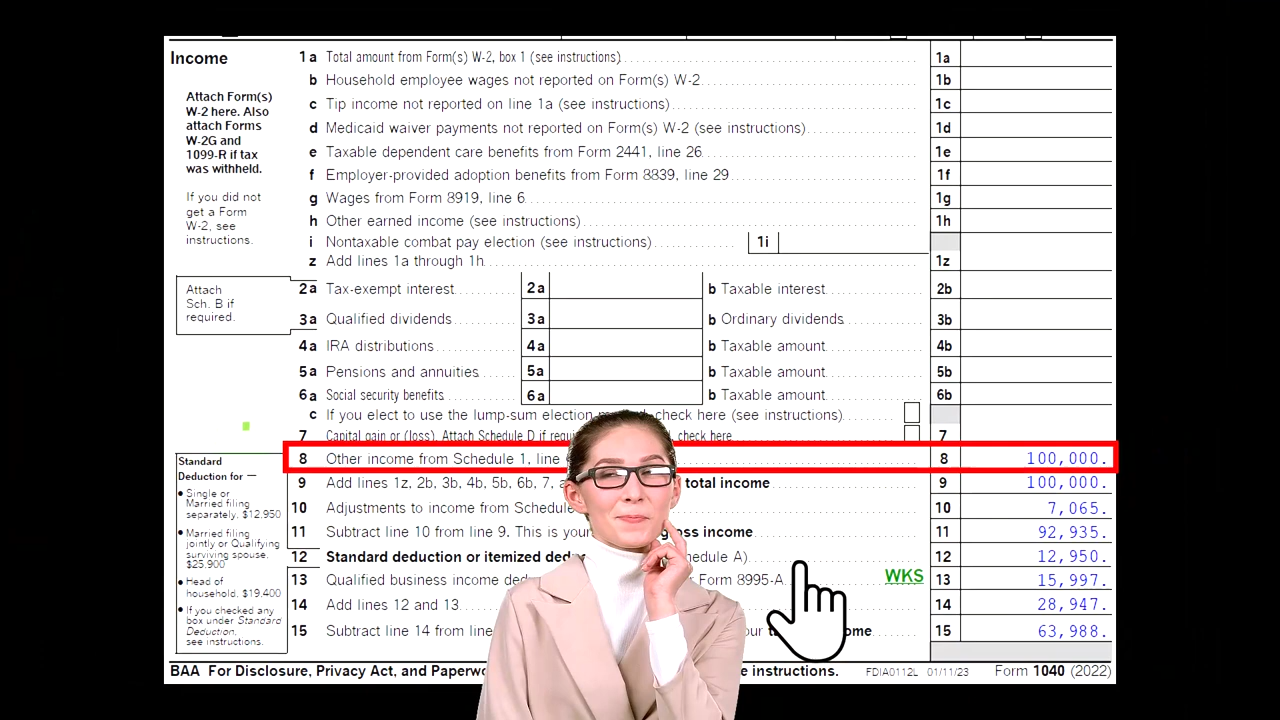 Income
1a Total amount from Form(s) W-2, box 1 (see instructions) 1a
b Household employee wages not reported on Form(s) W-2 1b
c Tip income not reported on line 1a (see instructions) 1c
d Medicaid waiver payments not reported on Form(s) W-2 (see instructions) 1d
e Taxable dependent care benefits from Form 2441, line 26 1e
f Employer-provided adoption benefits from Form 8839, line 29 1f
g Wages from Form 8919, line 6 1g
h Other earned income (see instructions) 1h
i Nontaxable combat pay election (see instructions) 1i
z Add lines 1a through 1h 1z
Attach Form(s)
W-2 here. Also
attach Forms
W-2G and
1099-R if tax
was withheld.
If you did not
get a Form
W-2, see
instructions.
Attach
Sch. B if
required.
2a Tax-exempt interest 2a b Taxable interest 2b
3a Qualified dividends 3a b Ordinary dividends 3b
4a IRA distributions 4a b Taxable amount 4b
5a Pensions and annuities 5a b Taxable amount 5b
6a Social security benefits 6a b Taxable amount 6b
c If you elect to use the lump-sum election check here (see instructions)
7 Capital gain or (loss). Attach Schedule D if check here 7
8 Other income from Schedule 1, line 8 100,000.
9 Add lines 1z, 2b, 3b, 4b, 5b, 6b, 7, total income 9 100,000.
10 Adjustments to income from Schedule 10 7,065.
11 Subtract line 10 from line 9. This is your income 11 92,935.
12 Standard deduction or itemized A) 12 12,950.
13 Qualified business income Form 8995-A WKS 13 15,997.
14 Add lines 12 and 13 14 28,947.
15 Subtract line 14 from line 15 63,988.
Standard
Deduction for —
• Single or
Married filing
separately, $12,950
• Married filing
jointly or Qualifying
surviving spouse,
$25,900
• Head of
household, $19,400
• If you checked any
box under Standard
Deduction,
see instructions.
BAA For Disclosure, Privacy Act, and instructions. FDIA0112L 01/11/23 Form 1040 (2022)